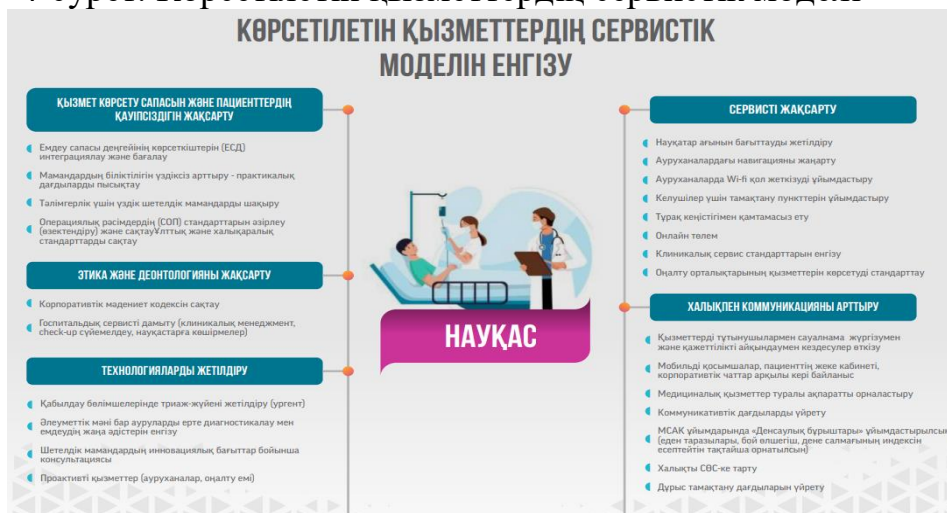 КӨРСЕТІЛЕТІН ҚЫЗМЕТТЕРДІҢ СЕРВИСТІК
МОДЕЛІН ЕНГІЗУ
ҚЫЗМЕТ КӨРСЕТУ САПАСЫН ЖӘНЕ ПАЦИЕНТТЕРДІҢ
ҚАУІПСІЗДІГІН ЖАҚСАРТУ
Емдеу сапасы деңгейінің көрсеткіштерін (ЕСД)
интеграциялау және бағалау
Мамандардың біліктілігін үздіксіз арттыру - практикалық
дағдыларды пысықтау
Тәлімгерлік үшін үздік шетелдік мамандарды шақыру
Операциялық рәсімдердің (СОП) стандарттарын әзірлеу
(өзектендіру) және сақтауҰлттық және халықаралық
стандарттарды сақтау
ЭТИКА ЖӘНЕ ДЕОНТОЛОГИЯНЫ ЖАҚСАРТУ
Корпоративтік мәдениет кодексін сақтау
Госпитальдық сервисті дамыту (клиникалық менеджмент,
check-up сүйемелдеу, науқастарға көшірмелер)
ТЕХНОЛОГИЯЛАРДЫ ЖЕТІЛДІРУ
Қабылдау бөлімшелерінде триаж-жүйені жетілдіру (ургент)
Әлеуметтік мәні бар ауруларды ерте диагностикалау мен
емдеудің жаңа әдістерін енгізу
Шетелдік мамандардың инновациялық бағыттар бойынша
консультациясы
Проактивті қызметтер (ауруханалар, оңалту емі)
НАУҚАС
СЕРВИСТІ ЖАҚСАРТУ
Науқатар ағынын бағыттауды жетілдіру
Ауруханалардағы навигацияны жаңарту
Ауруханаларда Wi-fi қол жеткізуді ұйымдастыру
Келушілер үшін тамақтану пункттерін ұйымдастыру
Тұрақ кеңістігімен қамтамасыз ету
Онлайн төлем
Клиникалық сервис стандарттарын енгізу
Оңалту орталықтарының қызметтерін көрсетуді стандарттау
ХАЛЫҚПЕН КОММУНИКАЦИЯНЫ АРТТЫРУ
Қызметтерді тұтынушылармен сауалнама жүргізумен
және қажеттілікті айқындаумен кездесулер өткізу
Мобильді қосымшалар, пациенттің жеке кабинеті,
корпоративтік чаттар арқылы кері байланыс
Медициналық қызметтер туралы ақпаратты орналастыру
Коммуникативтік дағдыларды үйрету
МСАК ұйымдарында «Денсаулық бұрыштары» ұйымдастырылсын
(еден таразылары, бой өлшегіш, дене салмағының индексін
есептейтін тақтайша орнатылсын)
Халықты СӨС-ке тарту
Дұрыс тамақтану дағдыларын үйрету